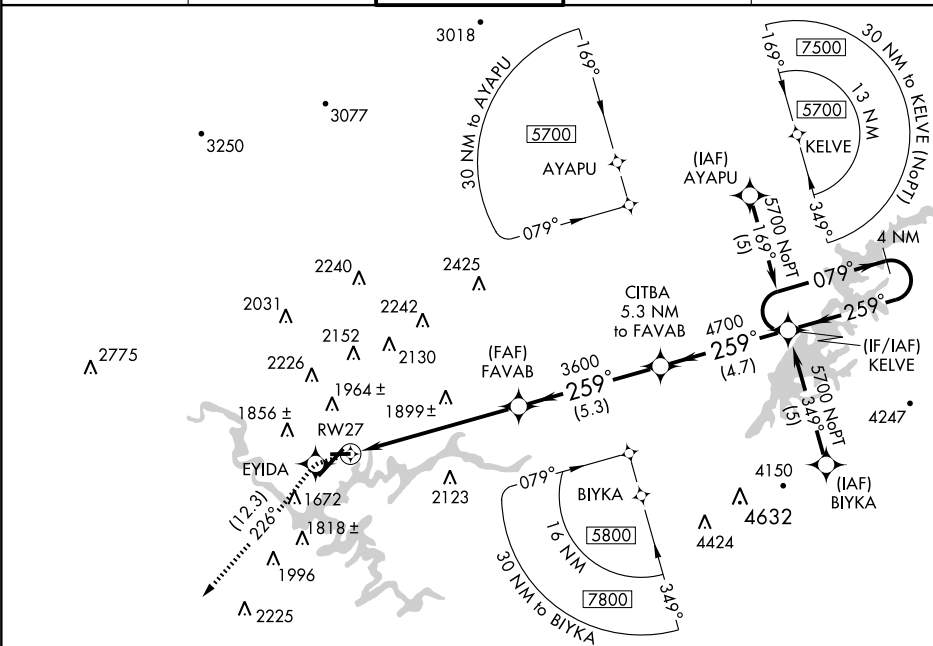 3018
3077
3250
30 NM to AYAPU
169°
5700
AYAPU
079°
169°
7500
30 NM to KELVE (NoPT)
13 NM
5700
KELVE
349°
(IAF)
AYAPU
5700 NoPT
169°
(5)
4 NM
079°
259°
2240
2425
2031
2242
2152
2130
2775
2226
1964 ±
1899 ±
1856 ±
CITBA
5.3 NM
to FAVAB
4700
259°
(4.7)
(IF/IAF)
KELVE
(FAF)
FAVAB
3600
259°
(5.3)
5700 NoPT
349°
(5)
4247
RW27
EYIDA
(12.3)
226°
1672
1818 ±
1996
2225
2123
079°
BIYKA
5800
16 NM
7800
30 NM to BIYKA
349°
4150
4632
4424
(IAF)
BIYKA